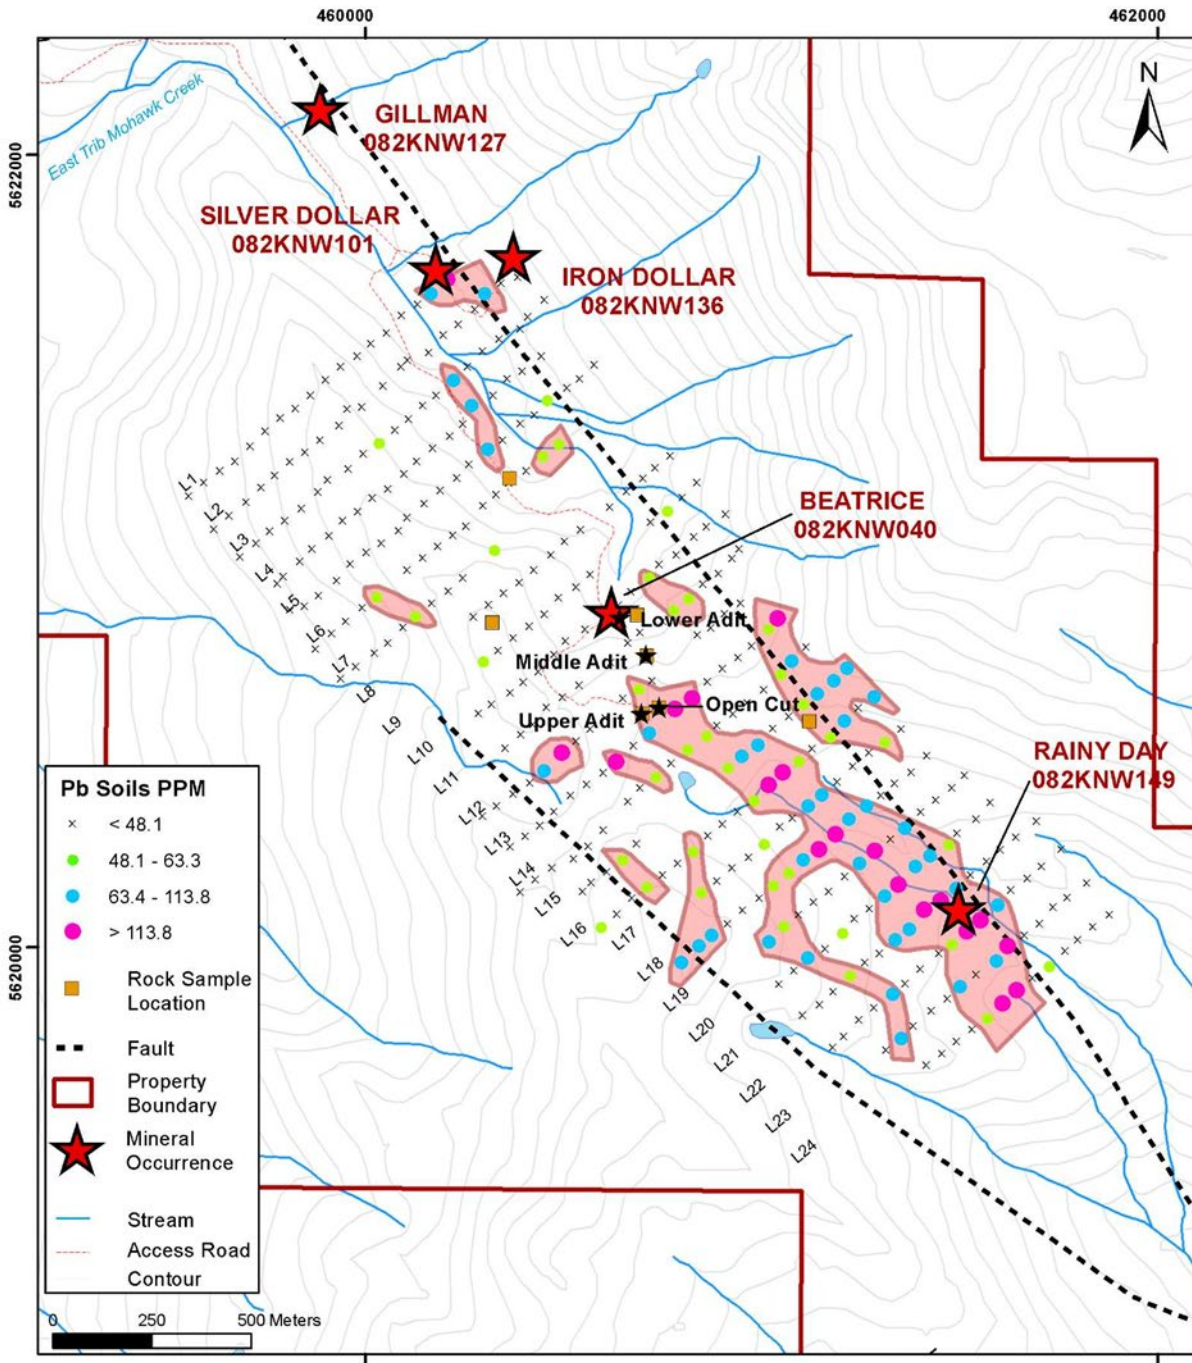 460000
462000
N
East Trib Mohawk Creek
GILLMAN
082KNW127
5622000
SILVER DOLLAR
082KNW101
IRON DOLLAR
082KNW136
L1
L2
L3
L4
L5
L6
L7
L8
L9
L10
L11
L12
L13
L14
L15
L16
L17
L18
L19
L20
L21
L22
L23
L24
BEATRICE
082KNW040
Lower Adit
Middle Adit
Open Cut
Upper Adit
RAINY DAY
082KNW149
5620000
Pb Soils PPM
< 48.1
48.1 - 63.3
63.4 - 113.8
> 113.8
Rock Sample
Location
Fault
Property
Boundary
Mineral
Occurrence
Stream
Access Road
Contour
0 250 500 Meters